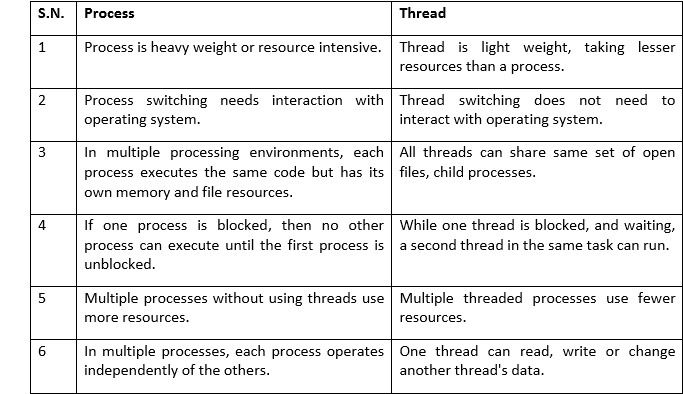 S.N. Process Thread
1 Process is heavy weight or resource intensive. Thread is light weight, taking lesser
resources than a process.
2 Process switching needs interaction with Thread switching does not need to
operating system. interact with operating system.
3 In multiple processing environments, each All threads can share same set of open
process executes the same code but has its files, child processes.
own memory and file resources.
4 If one process is blocked, then no other While one thread is blocked, and waiting,
process can execute until the first process is a second thread in the same task can run.
unblocked.
5 Multiple processes without using threads use Multiple threaded processes use fewer
more resources. resources.
6 In multiple processes, each process operates One thread can read, write or change
independently of the others. another thread's data.